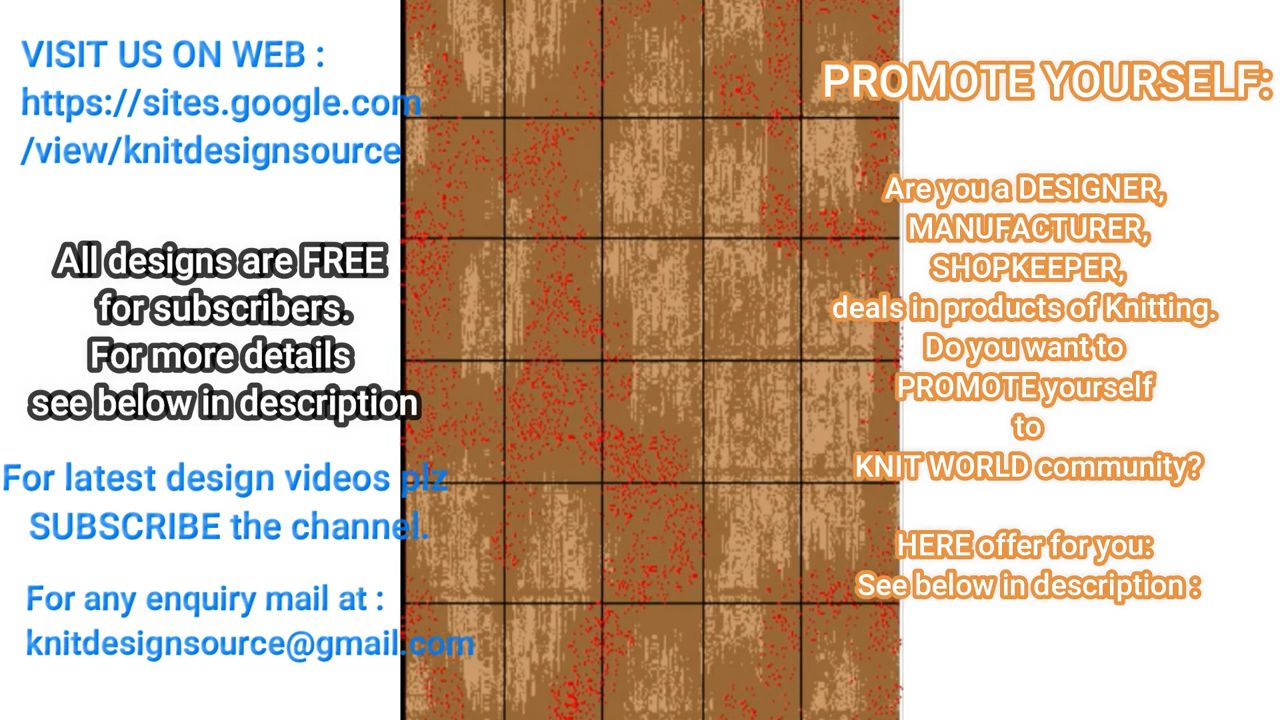 VISIT US ON WEB :
https://sites.google.com
/view/knitdesignsource
All designs are FREE
for subscribers.
For more details
see below in description
For latest design videos plz
SUBSCRIBE the channel.
For any enquiry mail at :
knitdesignsource@gmail.com
PROMOTE YOURSELF:
Are you a DESIGNER,
MANUFACTURER,
SHOPKEEPER,
deals in products of Knitting.
Do you want to
PROMOTE yourself
to
KNIT WORLD community?
HERE offer for you:
See below in description :